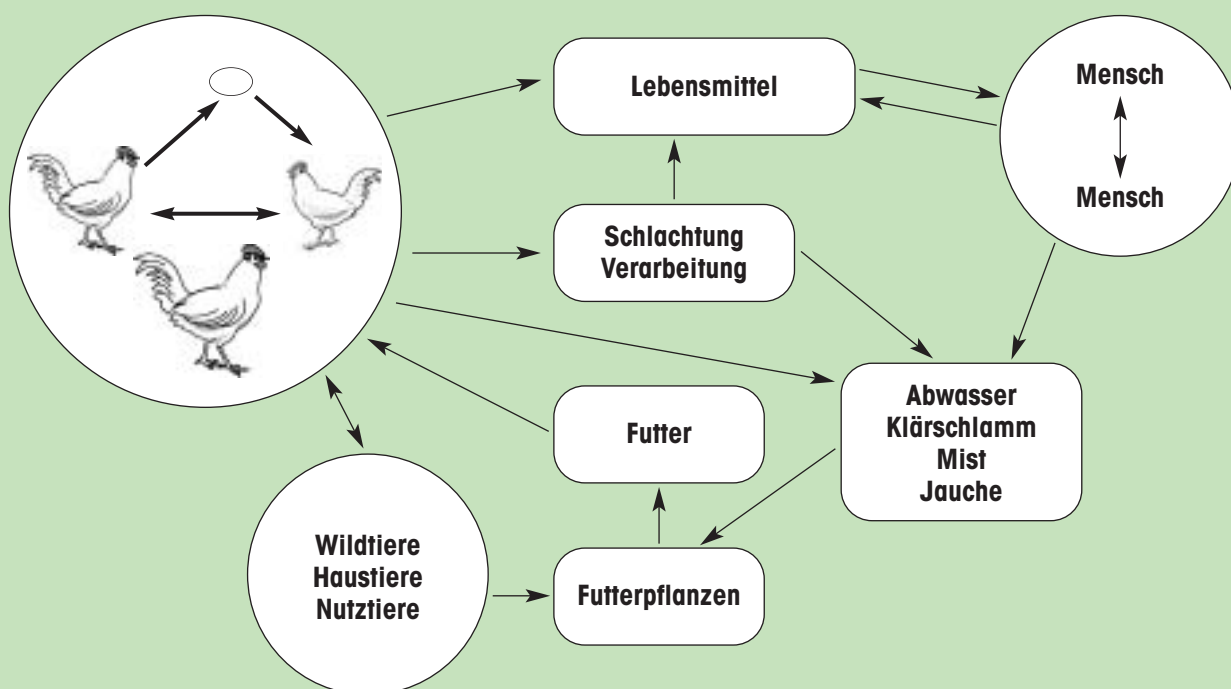 Lebensmittel
Mensch
Mensch
Schlachtung
Verarbeitung
Abwasser
Klärschlamm
Mist
Jauche
Futter
Wildtiere
Haustiere
Nutztiere
Futterpflanzen